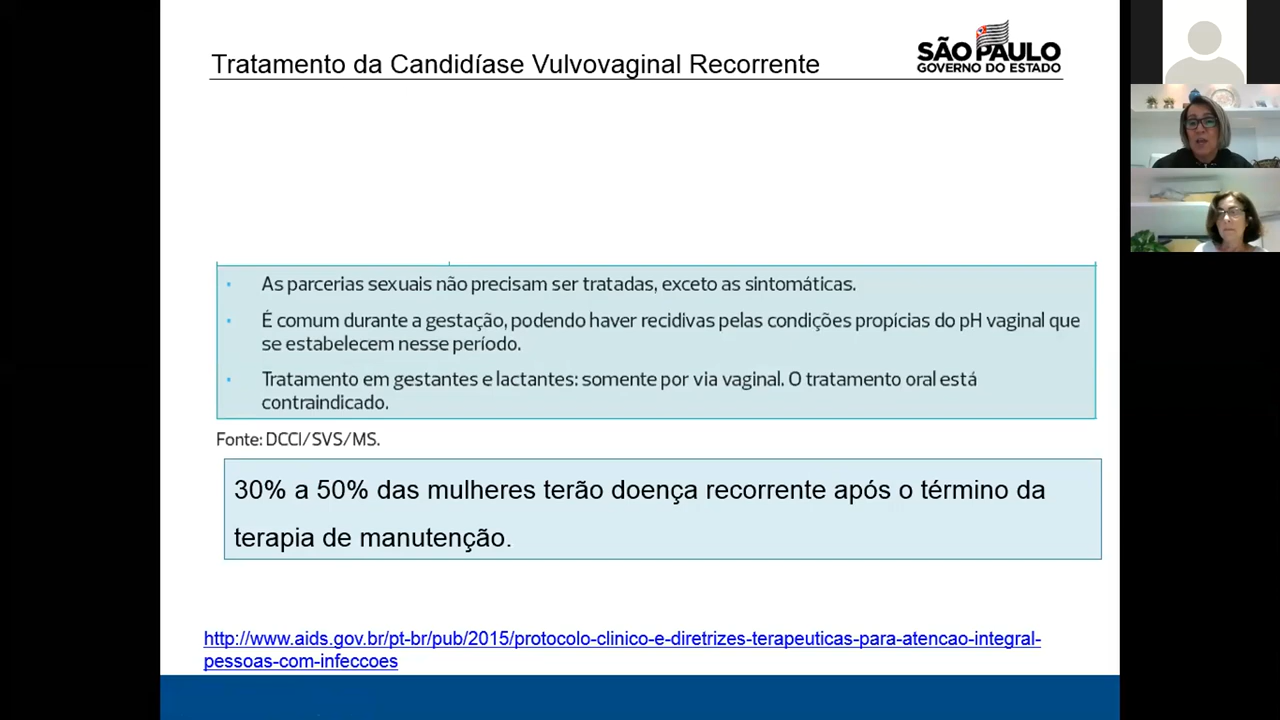 Tratamento da Candidíase Vulvovaginal Recorrente
SÃO PAULO
GOVERNO DO ESTADO
• As parcerias sexuais não precisam ser tratadas, exceto as sintomáticas.
• É comum durante a gestação, podendo haver recidivas pelas condições propícias do pH vaginal que
se estabelecem nesse período.
• Tratamento em gestantes e lactantes: somente por via vaginal. O tratamento oral está
contraindicado.
Fonte: DCCI/SVS/MS.
30% a 50% das mulheres terão doença recorrente após o término da
terapia de manutenção.
http://www.aids.gov.br/pt-br/pub/2015/protocolo-clinico-e-diretrizes-terapeuticas-para-atencao-integral-
pessoas-com-infeccoes